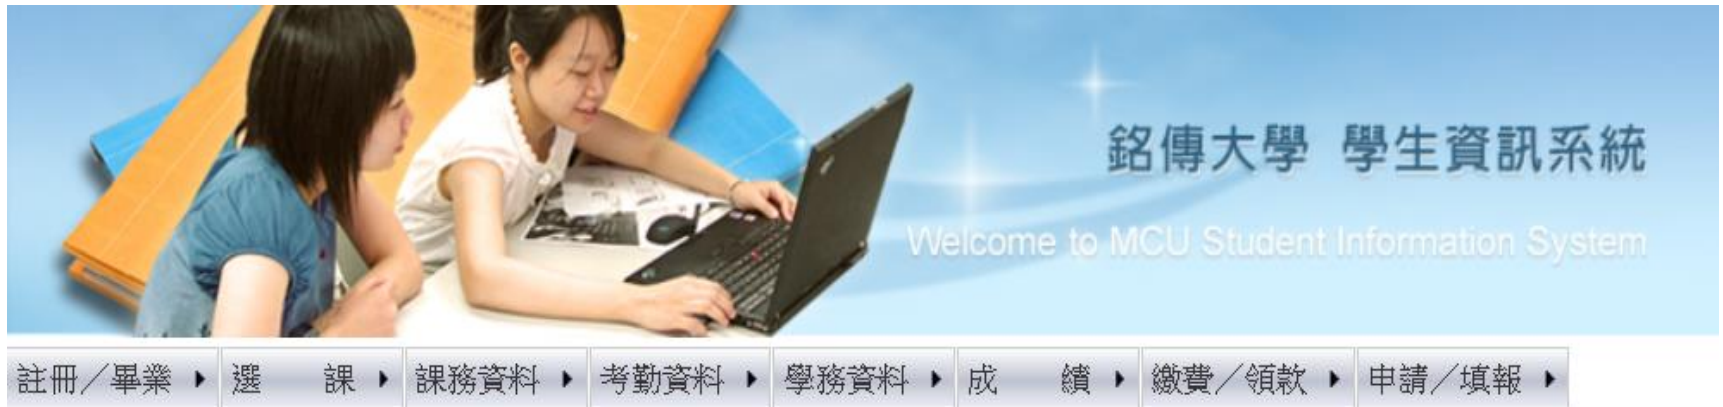 銘傳大學 學生資訊系統
Welcome to MCU Student Information System
註冊／畢業 選 課 課務資料 考勤資料 學務資料 成 績 繳費／領款 申請／填報